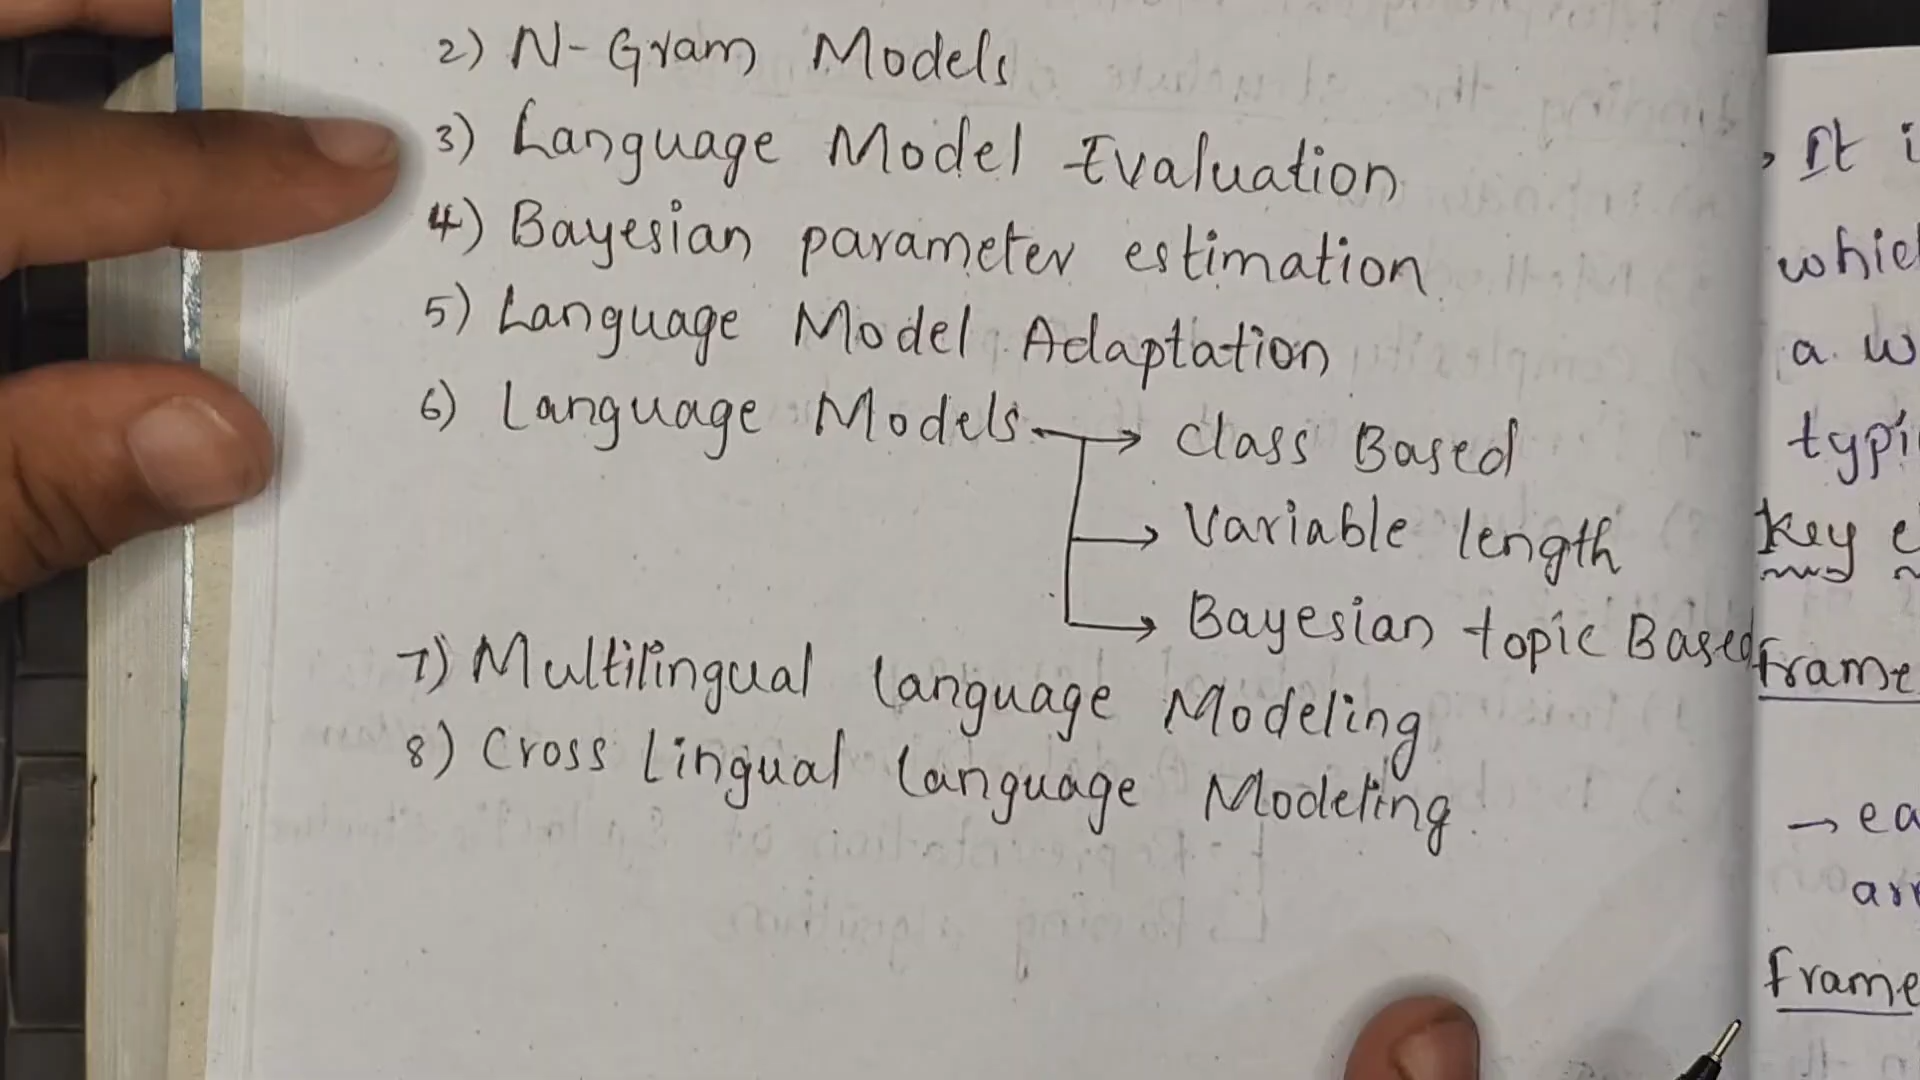 2) N-Gram Models
3) Language Model Evaluation
4) Bayesian parameter estimation
5) Language Model Adaptation
6) Language Models → class Based
→ Variable length
→ Bayesian topic Based
7) Multilingual language Modeling
8) Cross Lingual language Modeling
It
a
Key
Frame
→
frame